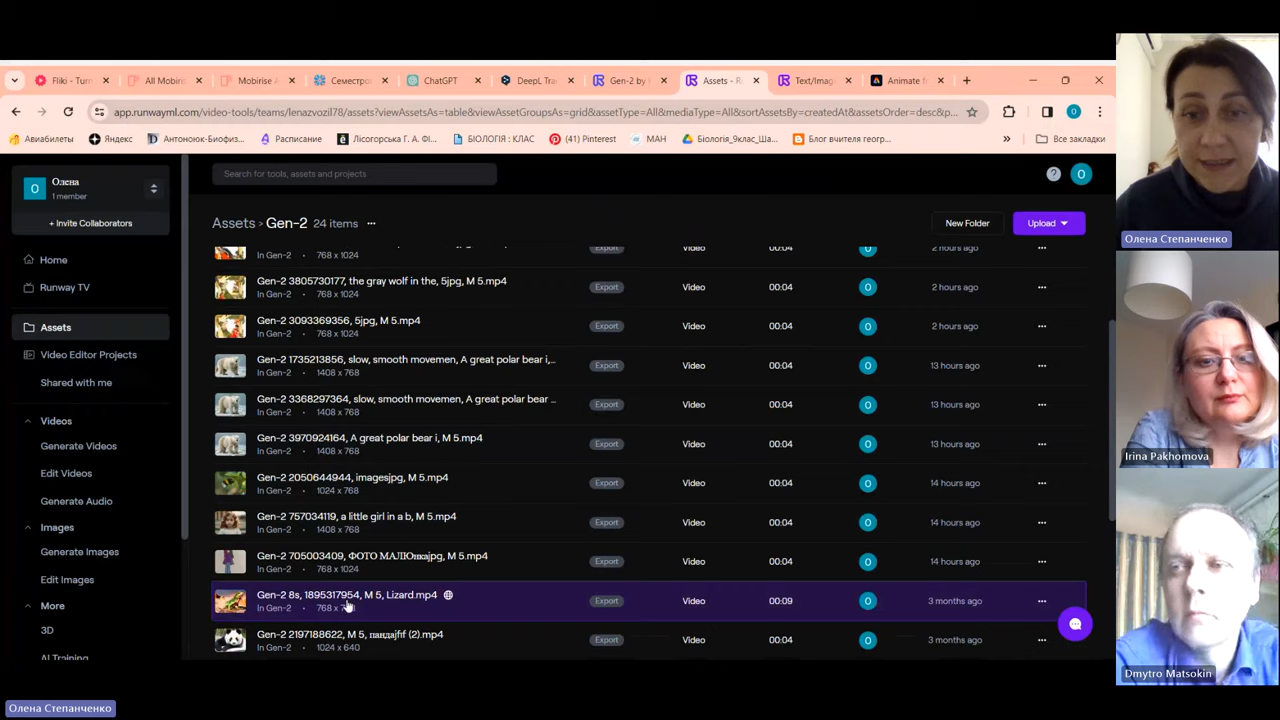 Fliki - Turn
All Mobiri
Mobirise A
Семестро
ChatGPT
DeepL Tra
Gen-2 by
Assets - R
Text/Imag
Animate fr
app.runwayml.com/video-tools/teams/lenazvozil78/assets?viewAssetsAs=table&viewAssetGroupsAs=grid&assetType=All&mediaType=All&sortAssetsBy=createdAt&assetsOrder=desc&p...
Авиабилеты
Яндекс
Антонюк-Биофиз...
Расписание
Лісогорська Г. А. ФІ...
БІОЛОГІЯ : КЛАС
(41) Pinterest
МАН
Біологія_9клас_Ша...
Блог вчителя геогр...
Все закладки
Олена
1 member
+ Invite Collaborators
Home
Runway TV
Assets
Video Editor Projects
Shared with me
Videos
Generate Videos
Edit Videos
Generate Audio
Images
Generate Images
Edit Images
More
3D
AI Training
Search for tools, assets and projects
Assets > Gen-2 24 items
New Folder
Upload
In Gen-2 • 768 x 1024
Export Video 00:04 O 2 hours ago
Gen-2 3805730177, the gray wolf in the, 5jpg, M 5.mp4
In Gen-2 • 768 x 1024
Export Video 00:04 O 2 hours ago
Gen-2 3093369356, 5jpg, M 5.mp4
In Gen-2 • 768 x 1024
Export Video 00:04 O 2 hours ago
Gen-2 1735213856, slow, smooth movemen, A great polar bear i,...
In Gen-2 • 1408 x 768
Export Video 00:04 O 13 hours ago
Gen-2 3368297364, slow, smooth movemen, A great polar bear ...
In Gen-2 • 1408 x 768
Export Video 00:04 O 13 hours ago
Gen-2 3970924164, A great polar bear i, M 5.mp4
In Gen-2 • 1408 x 768
Export Video 00:04 O 13 hours ago
Gen-2 2050644944, imagesjpg, M 5.mp4
In Gen-2 • 1024 x 768
Export Video 00:04 O 14 hours ago
Gen-2 757034119, a little girl in a b, M 5.mp4
In Gen-2 • 1408 x 768
Export Video 00:04 O 14 hours ago
Gen-2 705003409, ФОТО МАЛЮнкаjpg, M 5.mp4
In Gen-2 • 768 x 1024
Export Video 00:04 O 14 hours ago
Gen-2 8s, 1895317954, M 5, Lizard.mp4
In Gen-2 • 768 x
Export Video 00:09 O 3 months ago
Gen-2 2197188622, M 5, пандаjfif (2).mp4
In Gen-2 • 1024 x 640
Export Video 00:04 O 3 months ago
Олена Степанченко
Irina Pakhomova
Dmytro Matsokin
Олена Степанченко